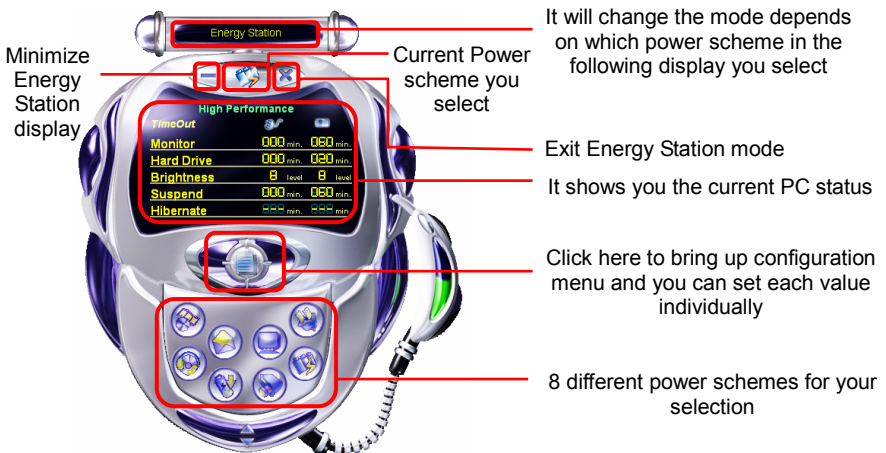 Energy Station
It will change the mode depends
on which power scheme in the
following display you select
Minimize
Energy
Station
display
Current Power
scheme you
select
High Performance
TimeOut
Monitor 000 min. 060 min.
Hard Drive 000 min. 020 min.
Brightness 8 level 8 level
Suspend 000 min. 060 min.
Hibernate --- min. --- min
Exit Energy Station mode
It shows you the current PC status
Click here to bring up configuration
menu and you can set each value
individually
8 different power schemes for your
selection